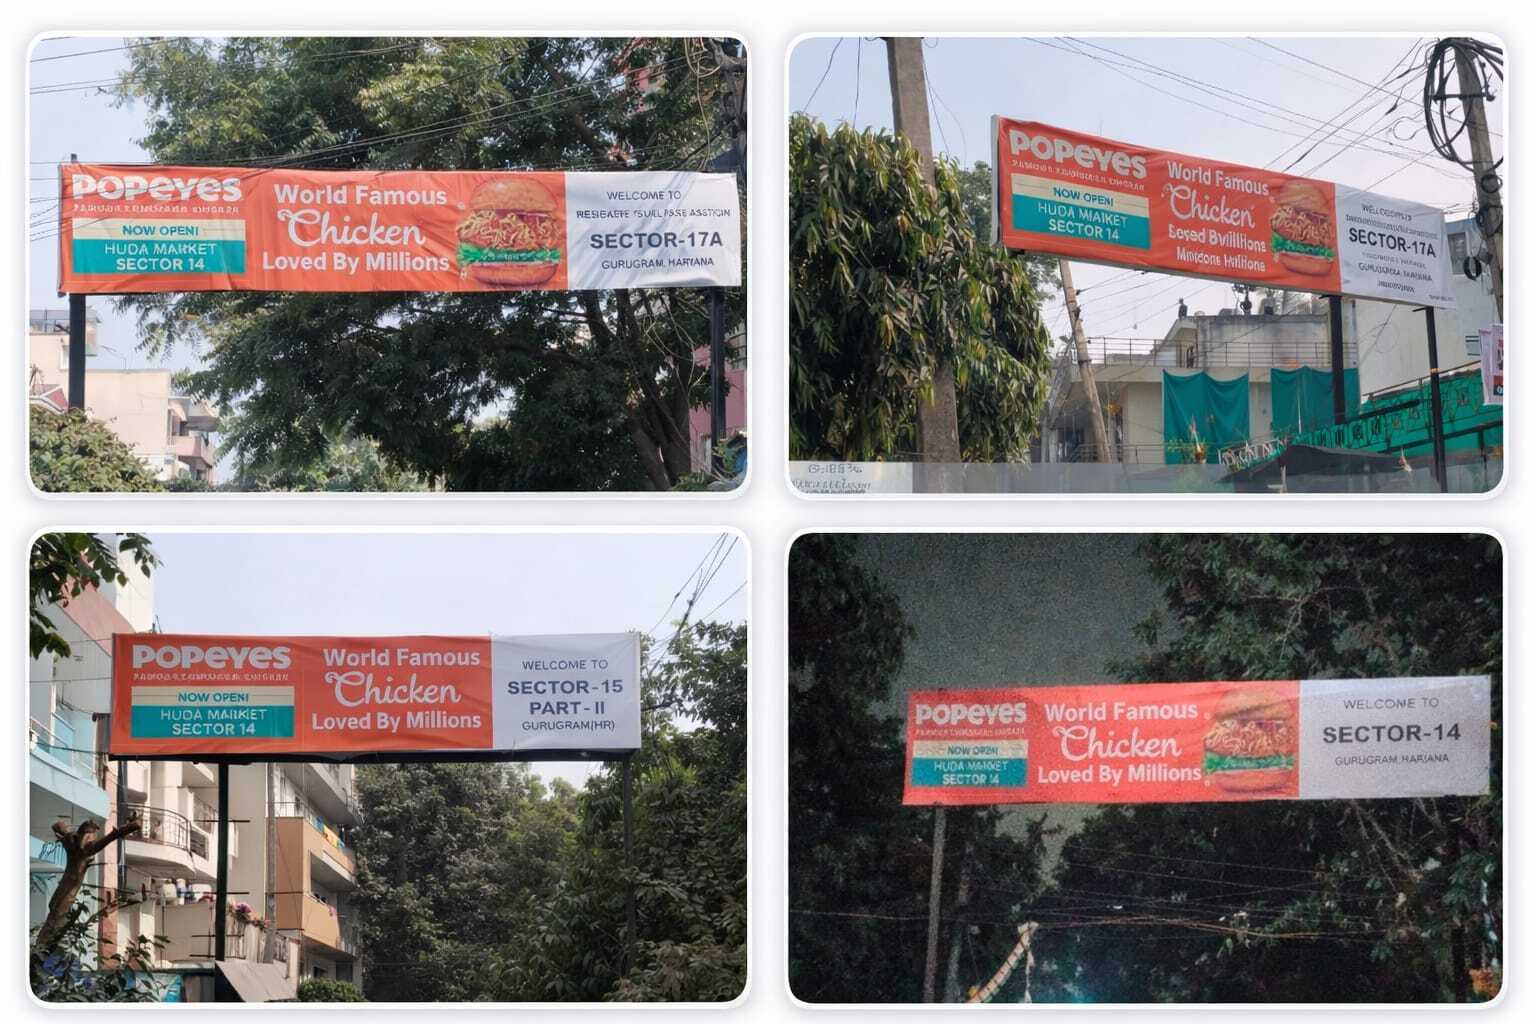 POPEYES
NOW OPEN!
HUDA MARKET
SECTOR 14
World Famous
Chicken
Loved By Millions
WELCOME TO
SECTOR-17A
GURUGRAM, HARYANA
POPEYES
NOW OPEN!
HUDA MAIKET
SECTOR 14
World Famous
Chicken
SECTOR-17A
POPEYES
NOW OPEN!
HUDA MAIKET
SECTOR 14
World Famous
Chicken
Loved By Millions
WELCOME TO
SECTOR-15
PART-II
GURUGRAM(HR)
POPEYES
NOW OPEN!
HUDA MARKET
SECTOR 14
World Famous
Chicken
Loved By Millions
WELCOME TO
SECTOR-14
GURUGRAM, HARIANA